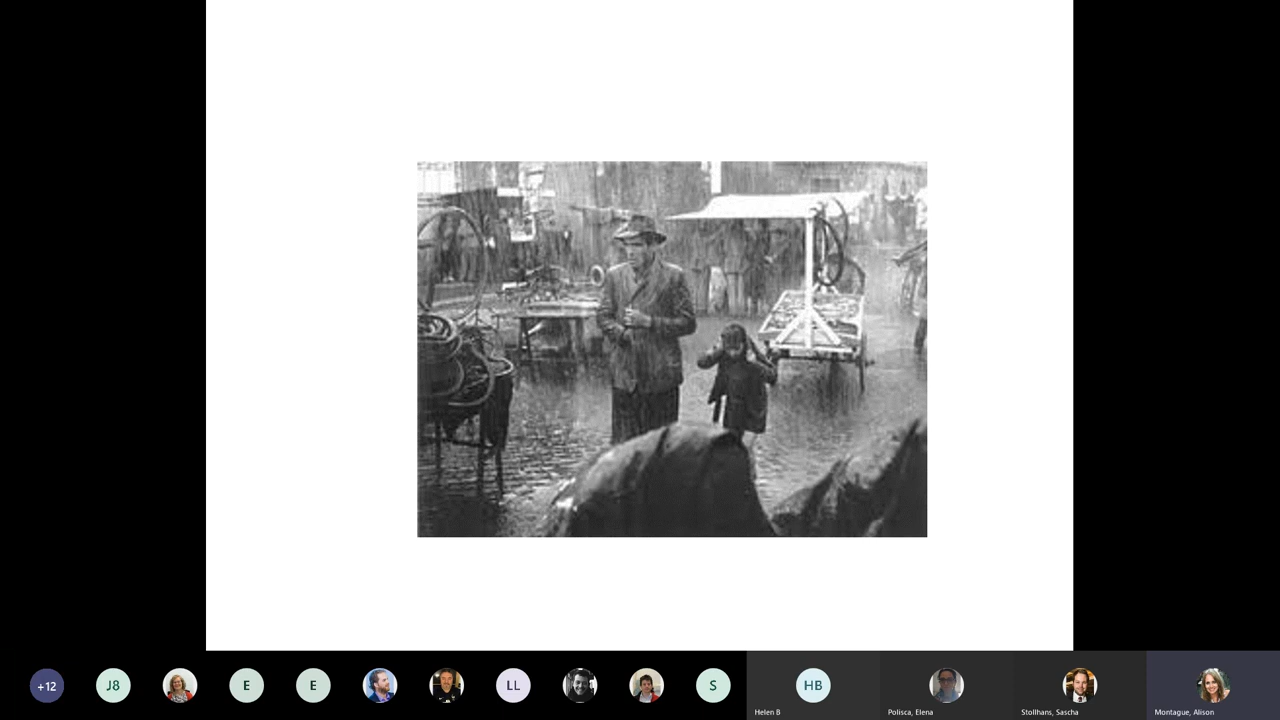 +12
J8
E
E
LL
S
HB
Helen B
Polisca, Elena
Stollhans, Sascha
Montague, Alison